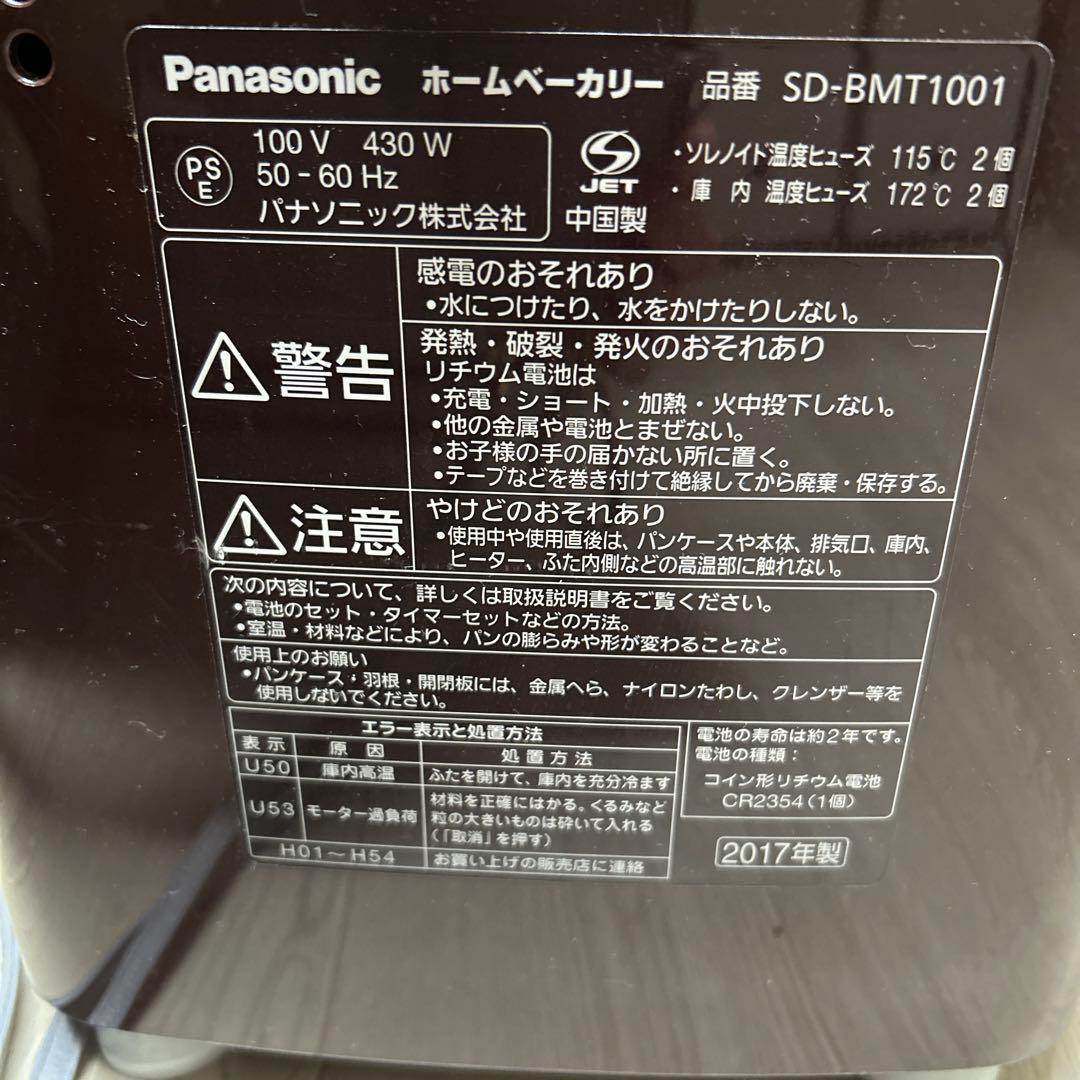 Panasonic ホームベーカリー 品番 SD-BMT1001
PS E
100 V 430 W
50 - 60 Hz
パナソニック株式会社
S
JET
中国製
・ソレノイド温度ヒューズ 115℃ 2個
・庫内 温度ヒューズ 172℃ 2個
警告
感電のおそれあり
●水につけたり、水をかけたりしない。
発熱・破裂・発火のおそれあり
リチウム電池は
●充電・ショート・加熱・火中投下しない。
●他の金属や電池とまぜない。
●お子様の手の届かない所に置く。
●テープなどを巻き付けて絶縁してから廃棄・保存する。
注意
やけどのおそれあり
●使用中や使用直後は、パンケースや本体、排気口、庫内、
ヒーター、ふた内側などの高温部に触れない。
次の内容について、詳しくは取扱説明書をご覧ください。
●電池のセット・タイマーセットなどの方法。
●室温・材料などにより、パンの膨らみや形が変わることなど。
使用上のお願い
●パンケース・羽根・開閉板には、金属へら、ナイロンたわし、クレンザー等を
使用しないでください。
エラー表示と処置方法
表示 原因 処置方法
U50 庫内高温 ふたを開けて、庫内を充分冷ます
U53 モーター過負荷 材料を正確にはかる。くるみなど
粒の大きいものは砕いて入れる
(「取消」を押す)
H01～H54 お買い上げの販売店に連絡
電池の寿命は約2年です。
電池の種類：
コイン形リチウム電池
CR2354(1個)
2017年製